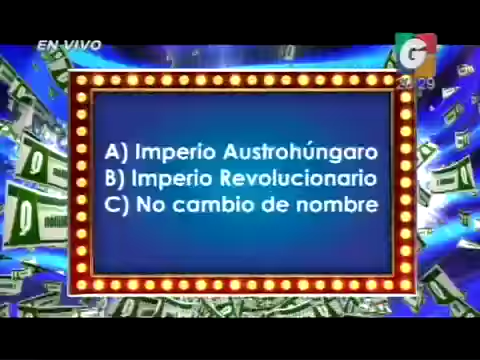 EN VIVO
G
A) Imperio Austrohúngaro
B) Imperio Revolucionario
C) No cambio de nombre